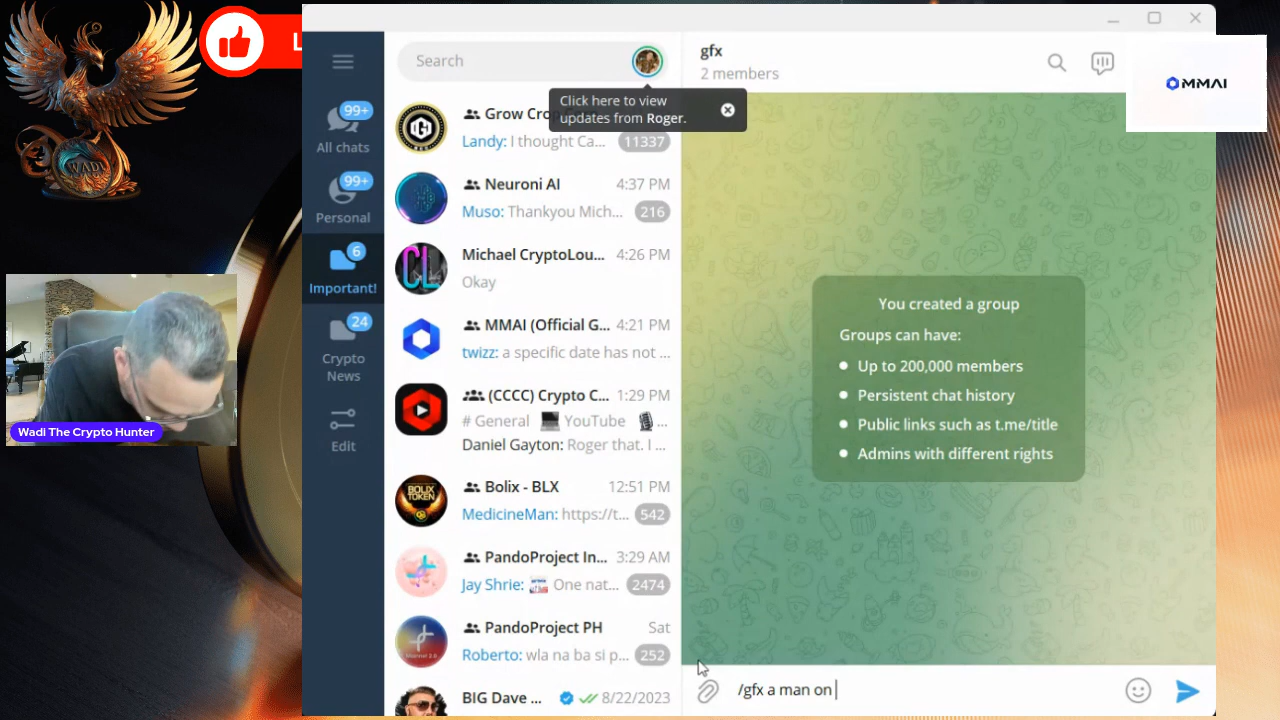 L
WADI
Wadi The Crypto Hunter
99+
All chats
99+
Personal
6
Important!
24
Crypto
News
Edit
Search
Click here to view
updates from Roger.
Grow Cro
Landy: I thought Ca... 11337
Neuroni AI 4:37 PM
Muso: Thankyou Mich... 216
CL
Michael CryptoLou... 4:26 PM
Okay
MMAI (Official G... 4:21 PM
twizz: a specific date has not ...
(CCCC) Crypto C... 1:29 PM
# General YouTube ...
Daniel Gayton: Roger that. I ...
BOLIX
TOKEN
Bolix - BLX 12:51 PM
MedicineMan: https://t... 542
PandoProject In... 3:29 AM
Jay Shrie: One nat... 2474
PandoProject PH Sat
Roberto: wla na ba si p... 252
BIG Dave ... 8/22/2023
gfx
2 members
MMAI
You created a group
Groups can have:
Up to 200,000 members
Persistent chat history
Public links such as t.me/title
Admins with different rights
/gfx a man on